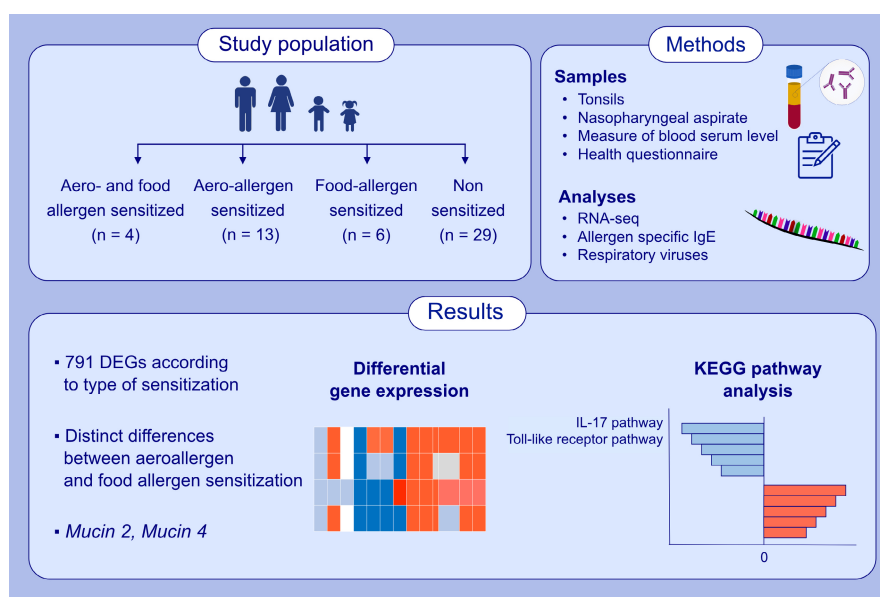 Study population
Aero- and food
allergen sensitized
(n = 4)
Aero-allergen
sensitized
(n = 13)
Food-allergen
sensitized
(n = 6)
Non
sensitized
(n = 29)
Methods
Samples
• Tonsils
• Nasopharyngeal aspirate
• Measure of blood serum level
• Health questionnaire
Analyses
• RNA-seq
• Allergen specific IgE
• Respiratory viruses
Results
▪ 791 DEGs according
to type of sensitization
▪ Distinct differences
between aeroallergen
and food allergen sensitization
▪ Mucin 2, Mucin 4
Differential
gene expression
KEGG pathway
analysis
IL-17 pathway
Toll-like receptor pathway
0